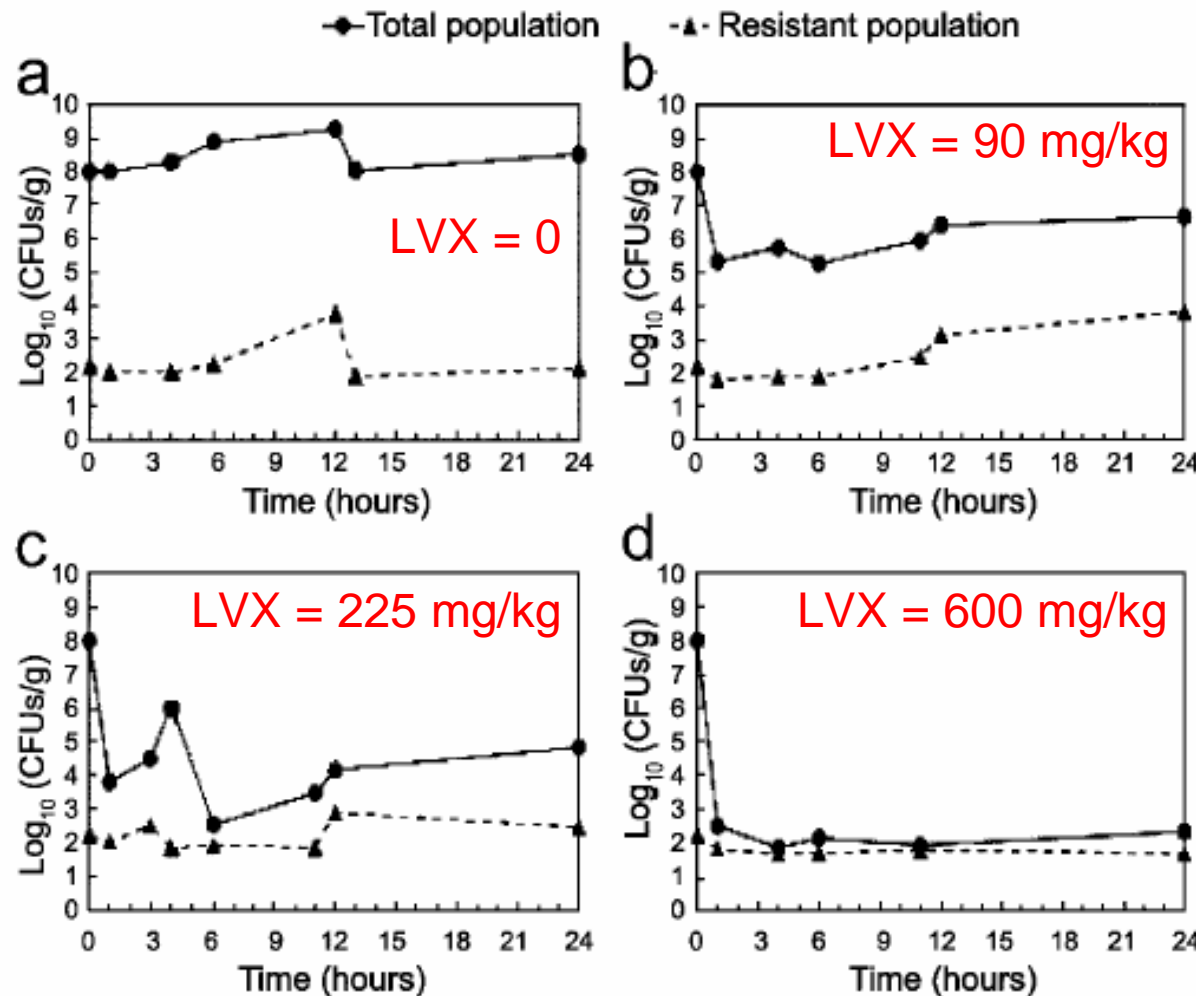 Total population Resistant population
a
b
10
9
8
7
6
5
4
3
2
1
0
Log10 (CFUs/g)
LVX = 0
0 3 6 9 12 15 18 21 24
Time (hours)
10
9
8
7
6
5
4
3
2
1
0
Log10 (CFUs/g)
LVX = 90 mg/kg
0 3 6 9 12 15 18 21 24
Time (hours)
c
d
10
9
8
7
6
5
4
3
2
1
0
Log10 (CFUs/g)
LVX = 225 mg/kg
0 3 6 9 12 15 18 21 24
Time (hours)
10
9
8
7
6
5
4
3
2
1
0
Log10 (CFUs/g)
LVX = 600 mg/kg
0 3 6 9 12 15 18 21 24
Time (hours)